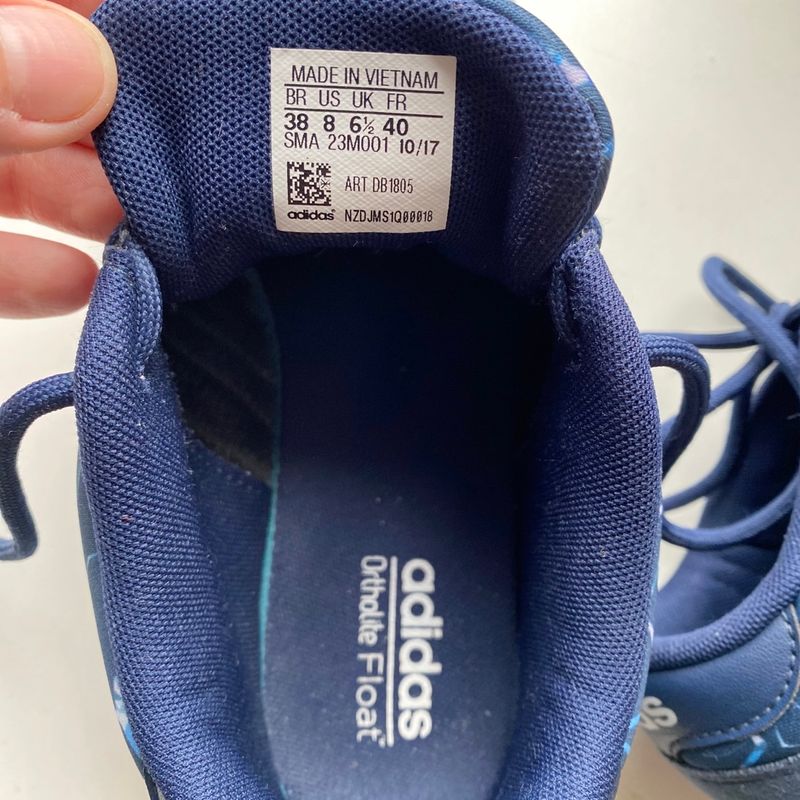 MADE IN VIETNAM
BR US UK FR
38 8 6½ 40
SMA 23M001 10/17
ART DB1805
adidas NZDJMS1Q00018
adidas
Ortholite Float